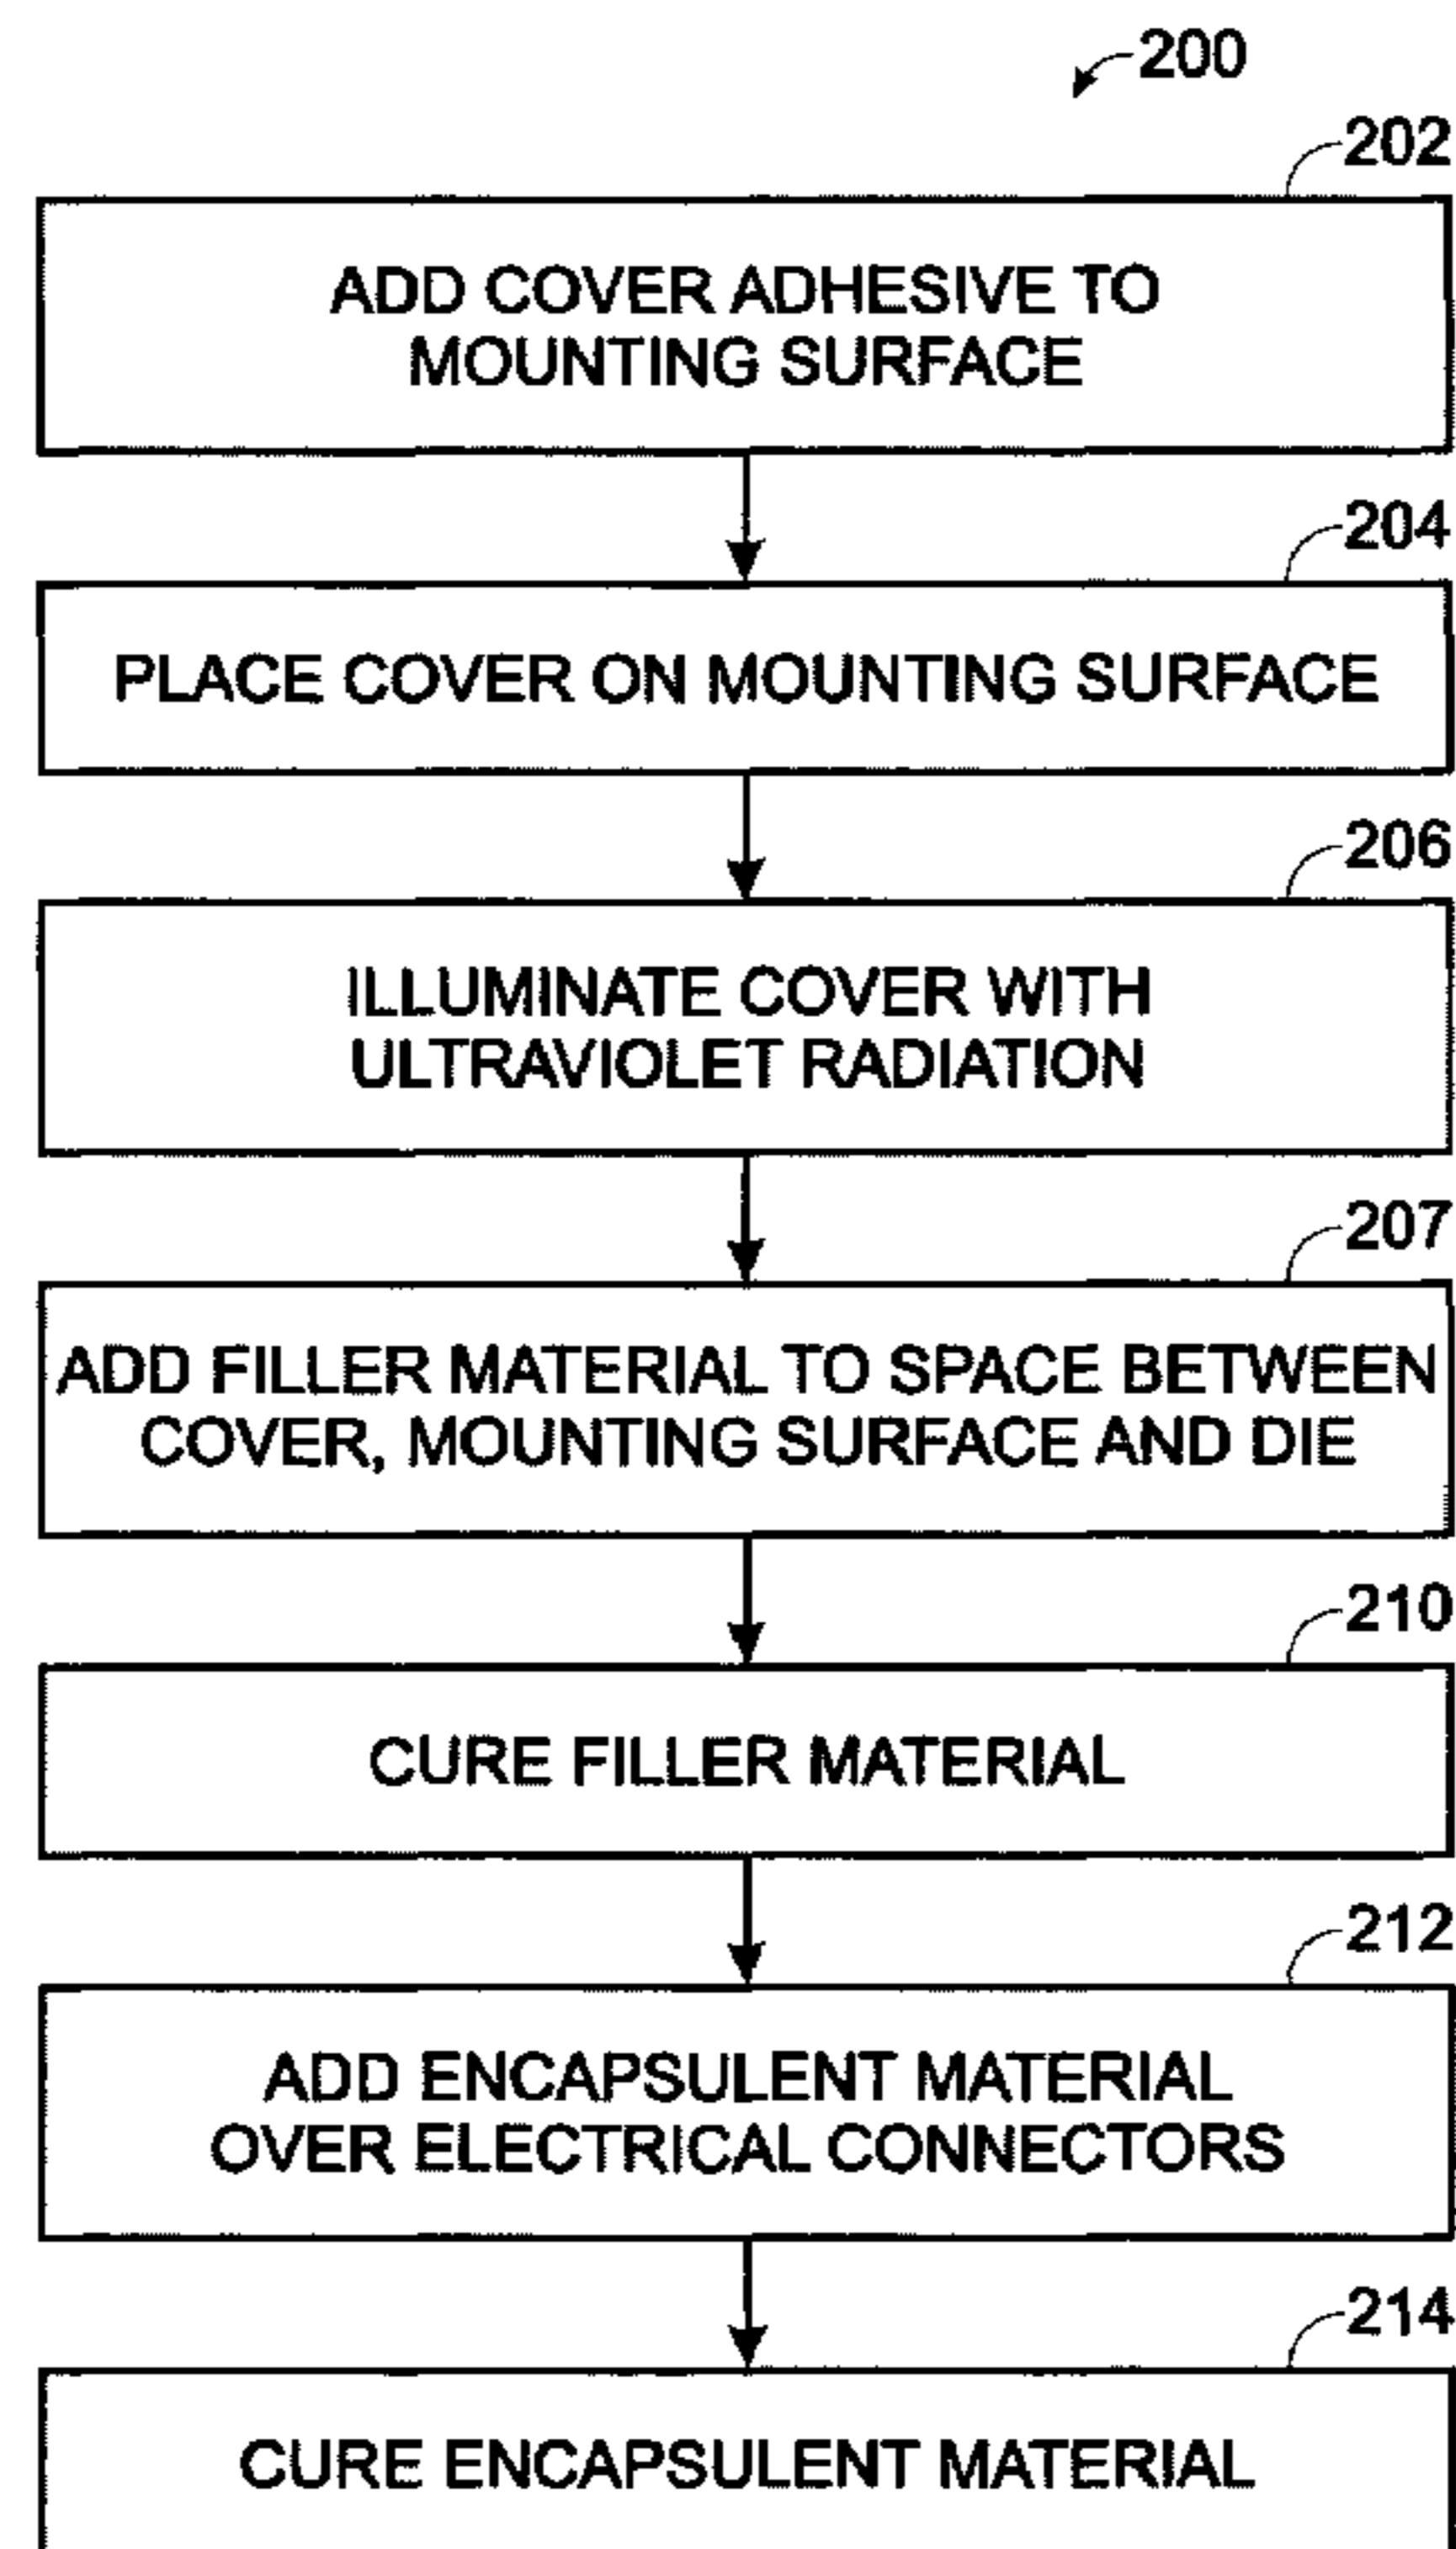 200
202
ADD COVER ADHESIVE TO
MOUNTING SURFACE
204
PLACE COVER ON MOUNTING SURFACE
206
ILLUMINATE COVER WITH
ULTRAVIOLET RADIATION
207
ADD FILLER MATERIAL TO SPACE BETWEEN
COVER, MOUNTING SURFACE AND DIE
210
CURE FILLER MATERIAL
212
ADD ENCAPSULENT MATERIAL
OVER ELECTRICAL CONNECTORS
214
CURE ENCAPSULENT MATERIAL